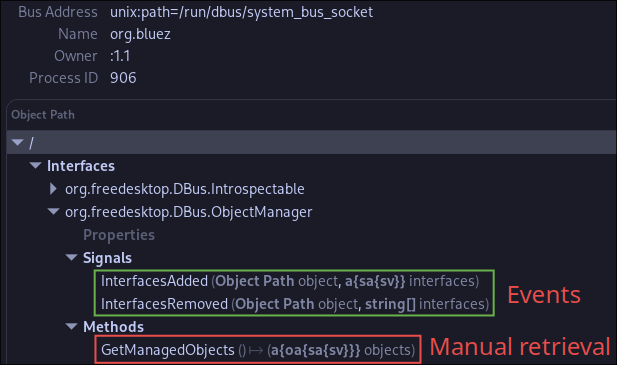 Bus Address unix:path=/run/dbus/system_bus_socket
Name org.bluez
Owner :1.1
Process ID 906
Object Path
/
Interfaces
org.freedesktop.DBus.Introspectable
org.freedesktop.DBus.ObjectManager
Properties
Signals
InterfacesAdded (Object Path object, a{sa{sv}} interfaces)
InterfacesRemoved (Object Path object, string[] interfaces)
Events
Methods
GetManagedObjects () ↦ (a{oa{sa{sv}}} objects)
Manual retrieval